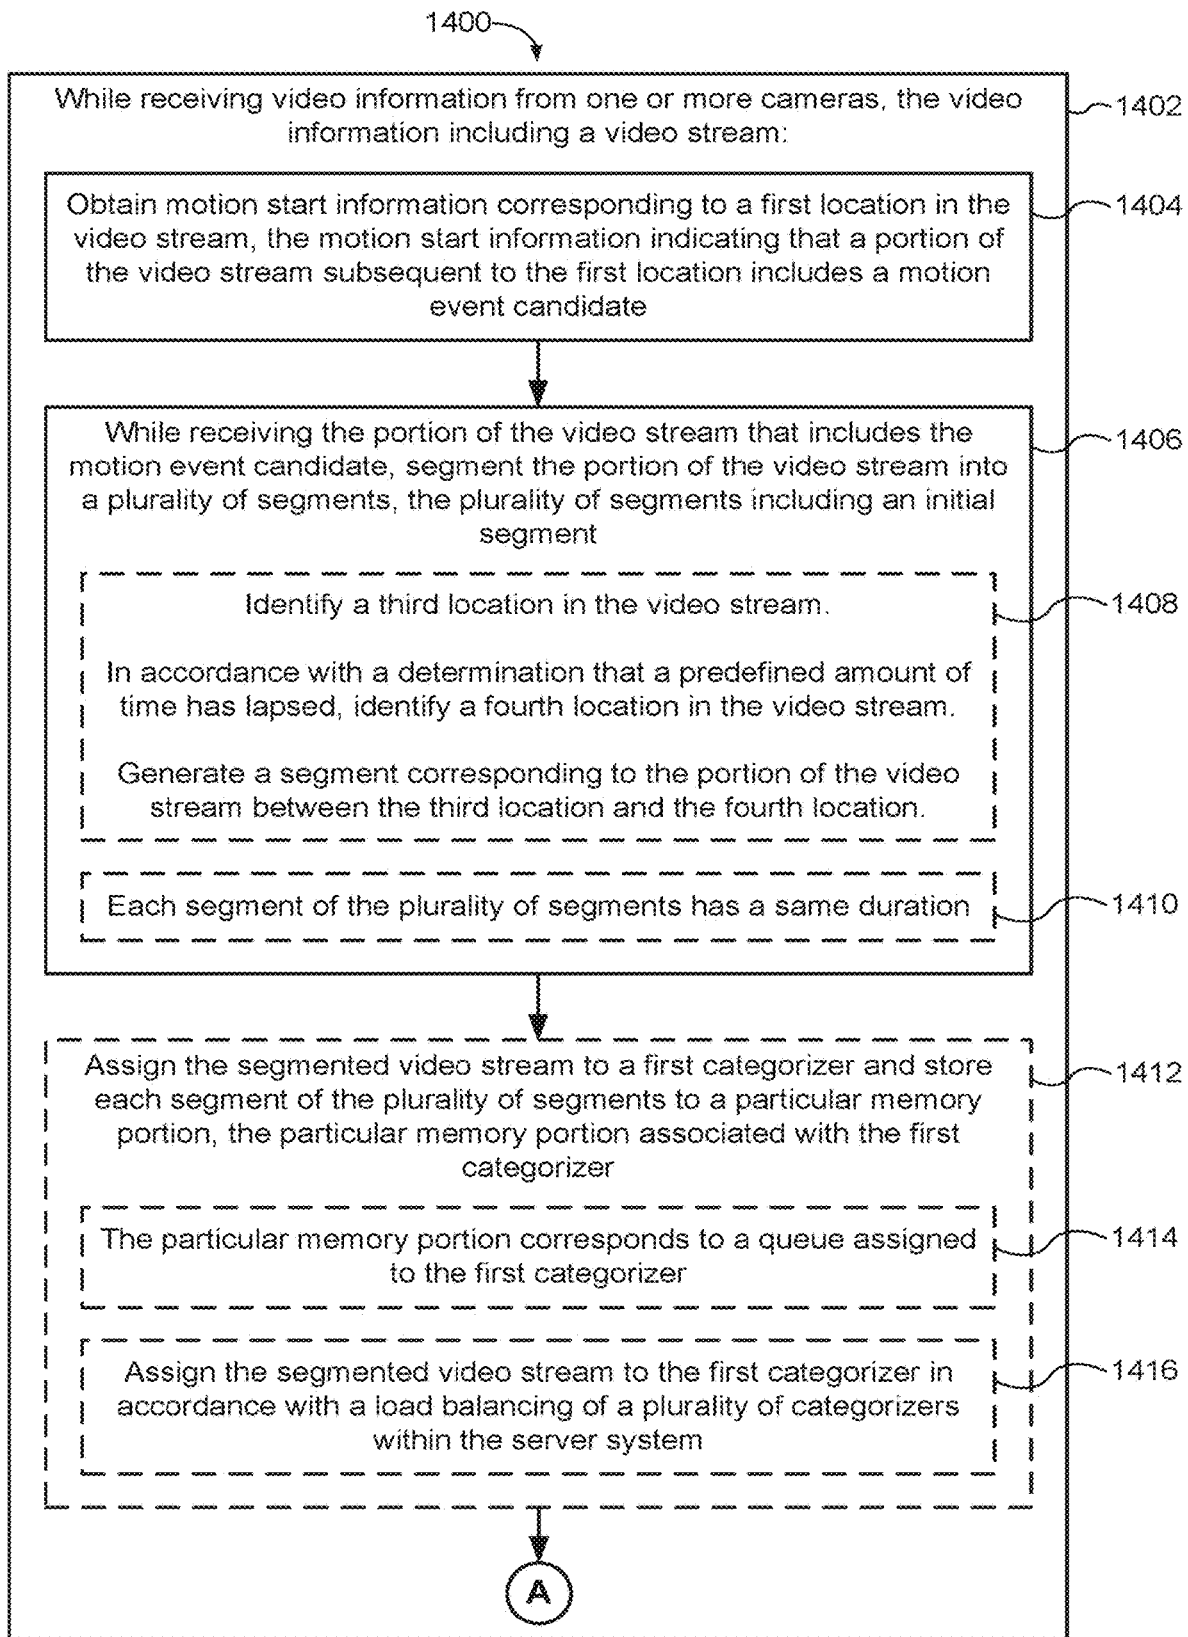 1400
While receiving video information from one or more cameras, the video
information including a video stream:
1402
Obtain motion start information corresponding to a first location in the
video stream, the motion start information indicating that a portion of
the video stream subsequent to the first location includes a motion
event candidate
1404
While receiving the portion of the video stream that includes the
motion event candidate, segment the portion of the video stream into
a plurality of segments, the plurality of segments including an initial
segment
1406
Identify a third location in the video stream.
In accordance with a determination that a predefined amount of
time has lapsed, identify a fourth location in the video stream.
Generate a segment corresponding to the portion of the video
stream between the third location and the fourth location.
1408
Each segment of the plurality of segments has a same duration
1410
Assign the segmented video stream to a first categorizer and store
each segment of the plurality of segments to a particular memory
portion, the particular memory portion associated with the first
categorizer
1412
The particular memory portion corresponds to a queue assigned
to the first categorizer
1414
Assign the segmented video stream to the first categorizer in
accordance with a load balancing of a plurality of categorizers
within the server system
1416
A